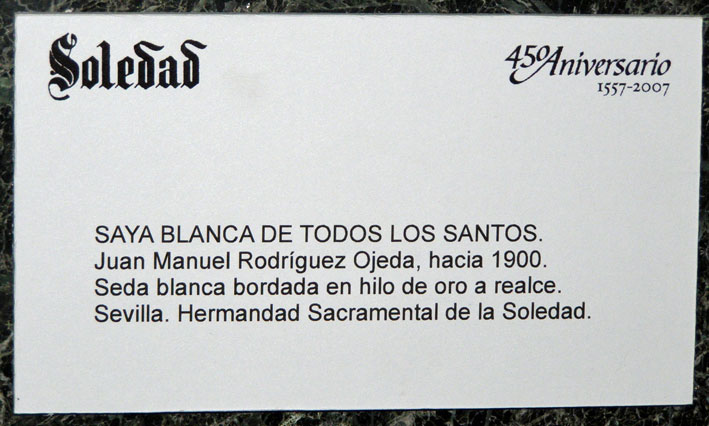 Soledad
450 Aniversario
1557-2007
SAYA BLANCA DE TODOS LOS SANTOS.
Juan Manuel Rodríguez Ojeda, hacia 1900.
Seda blanca bordada en hilo de oro a realce.
Sevilla. Hermandad Sacramental de la Soledad.